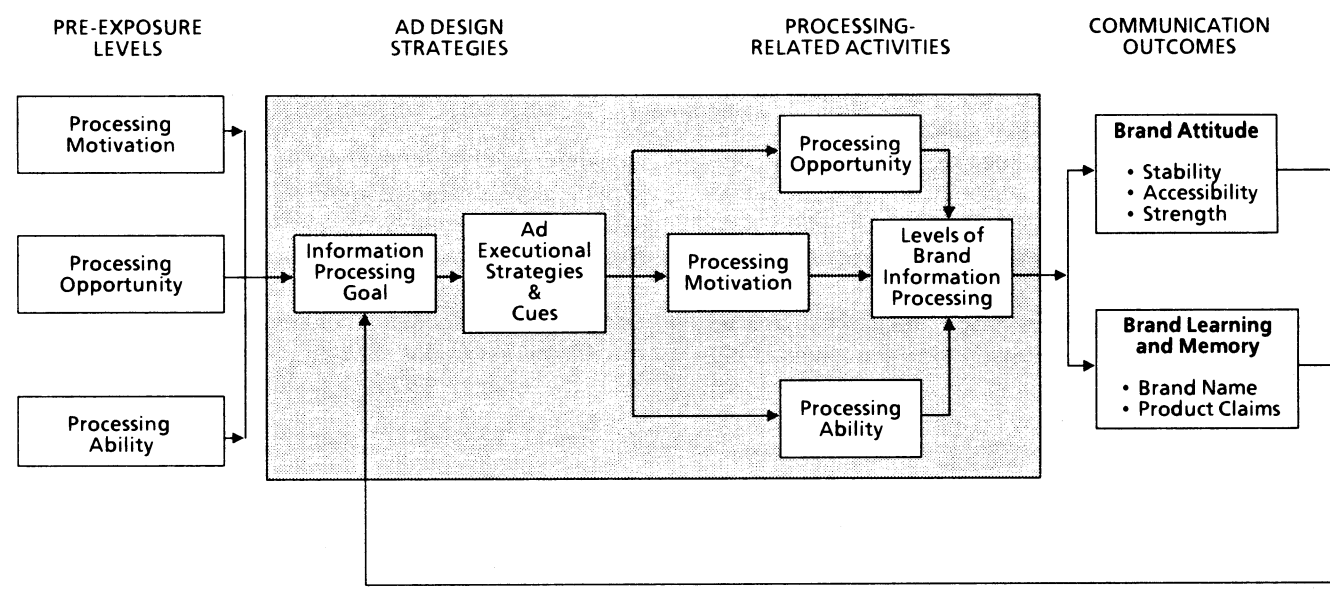 PRE-EXPOSURE
LEVELS
AD DESIGN
STRATEGIES
PROCESSING-
RELATED ACTIVITIES
COMMUNICATION
OUTCOMES
Processing
Motivation
Processing
Opportunity
Processing
Ability
Information
Processing
Goal
Ad
Executional
Strategies
&
Cues
Processing
Opportunity
Processing
Motivation
Processing
Ability
Levels of
Brand
Information
Processing
Brand Attitude
• Stability
• Accessibility
• Strength
Brand Learning
and Memory
• Brand Name
• Product Claims